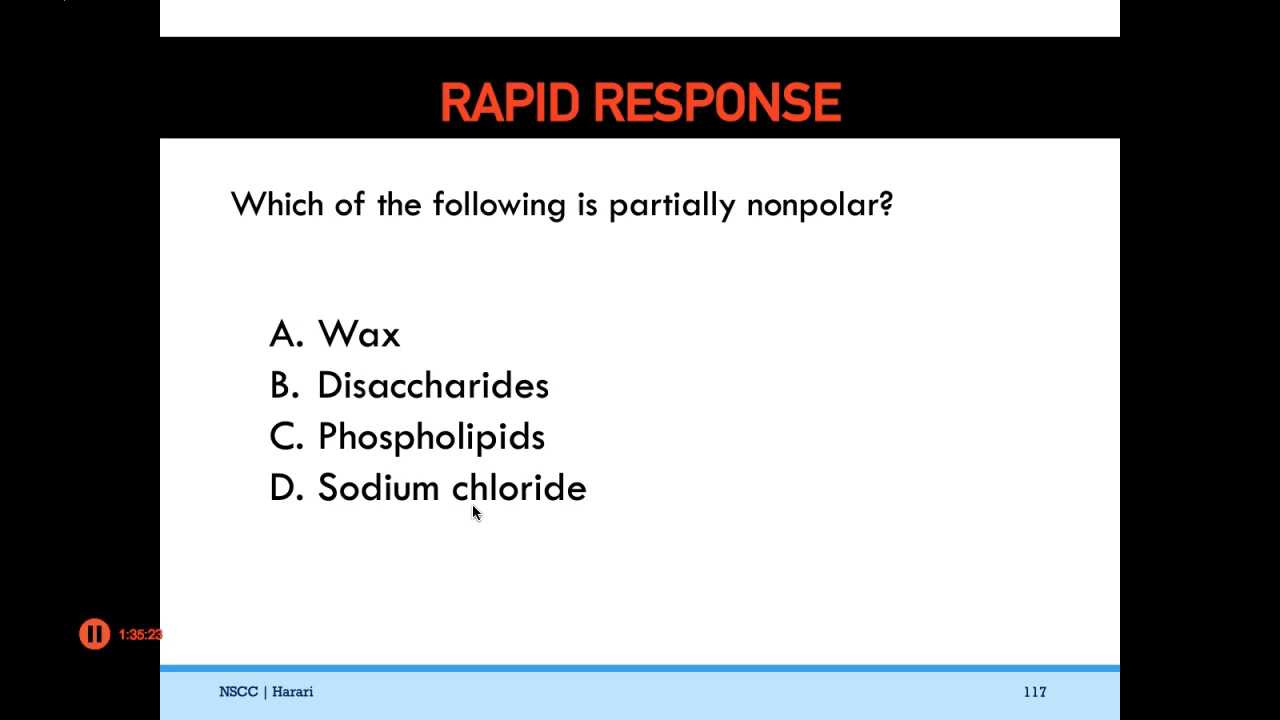 RAPID RESPONSE
Which of the following is partially nonpolar?
A. Wax
B. Disaccharides
C. Phospholipids
D. Sodium chloride
1:35:23
NSCC | Harari
117